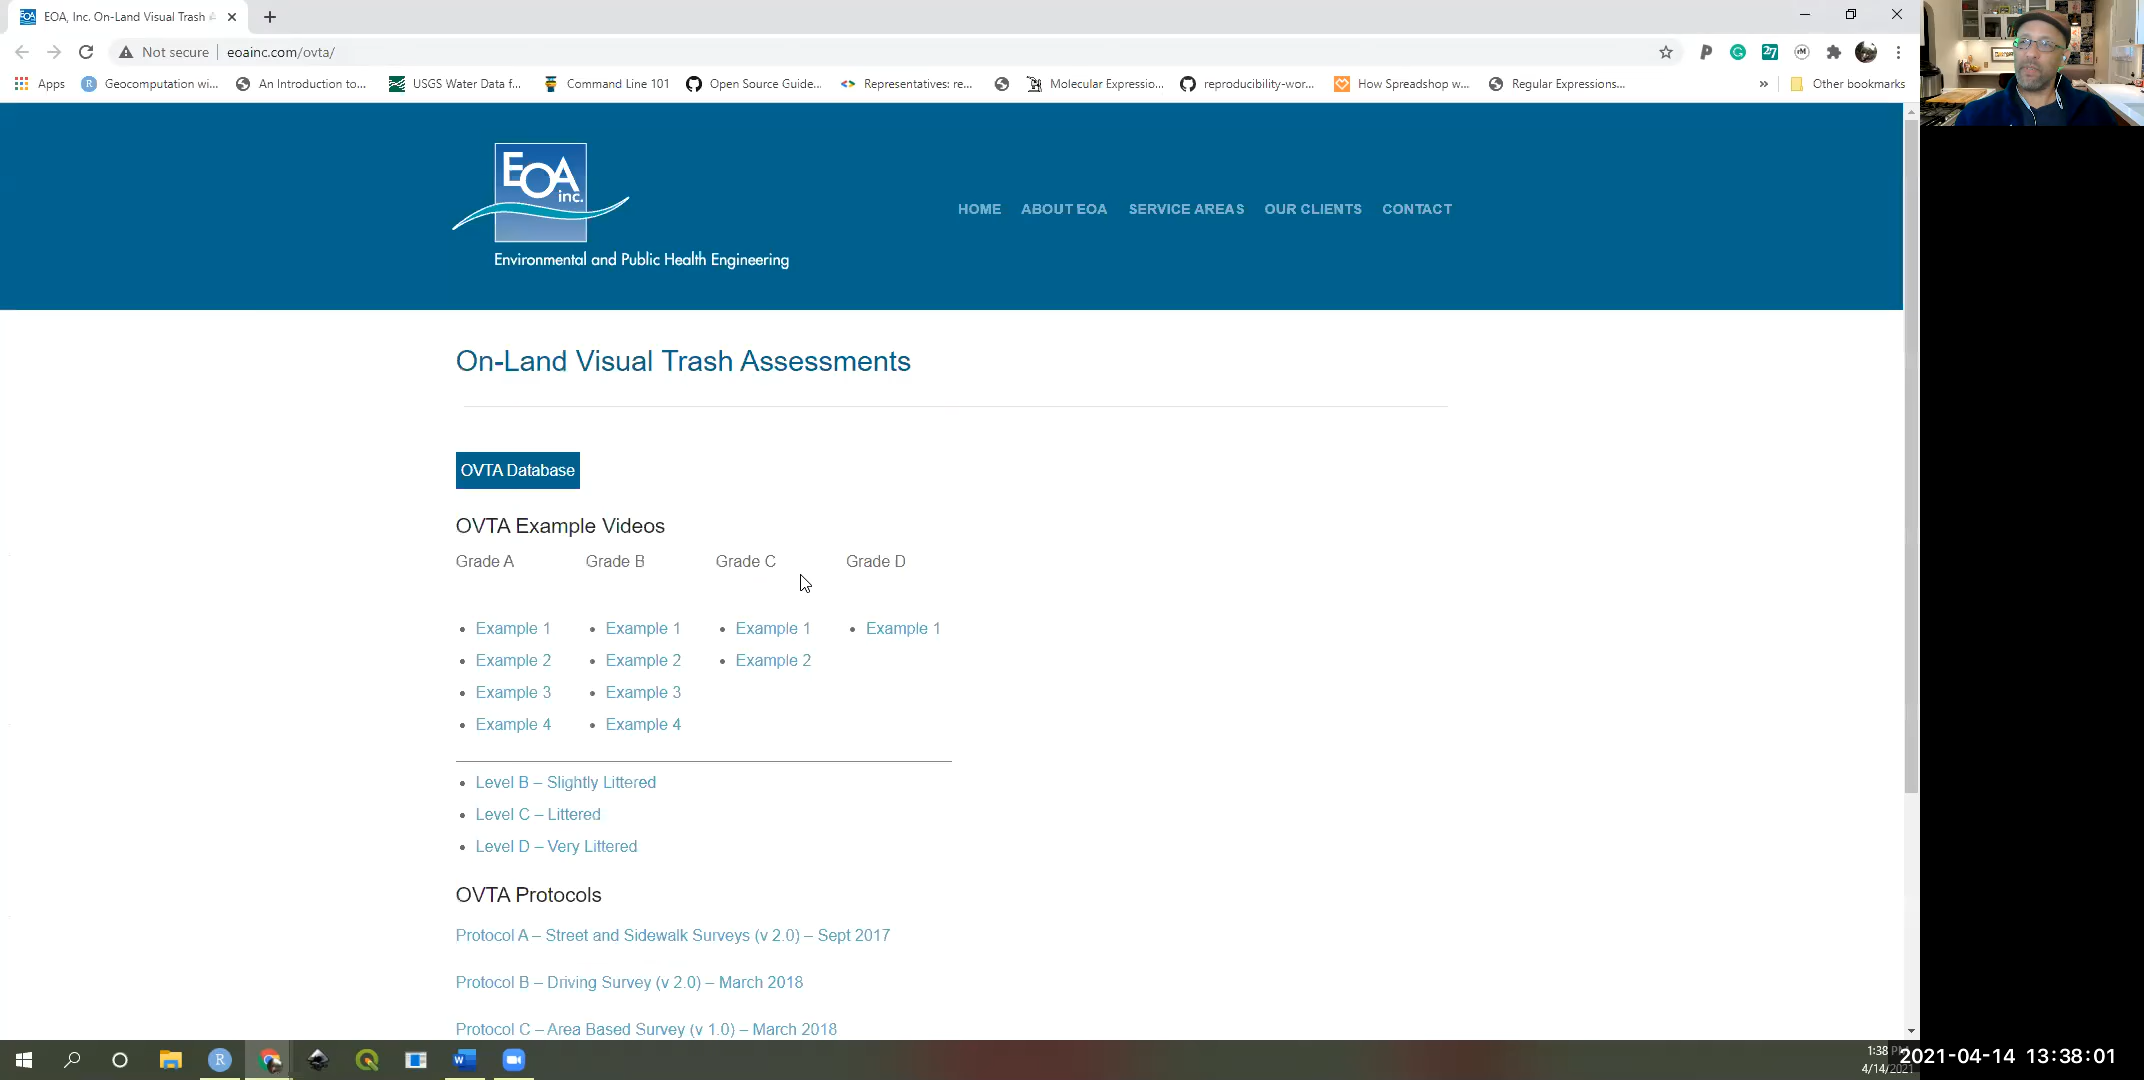 EOA, Inc. On-Land Visual Trash
Not secure eoainc.com/ovta/
Apps Geocomputation wi... An Introduction to... USGS Water Data f... Command Line 101 Open Source Guide... Representatives: re... Molecular Expressio... reproducibility-wor... How Spreadshop w... Regular Expressions... » Other bookmarks
EOA
inc.
Environmental and Public Health Engineering
HOME ABOUT EOA SERVICE AREAS OUR CLIENTS CONTACT
On-Land Visual Trash Assessments
OVTA Database
OVTA Example Videos
Grade A Grade B Grade C Grade D
• Example 1 • Example 1 • Example 1 • Example 1
• Example 2 • Example 2 • Example 2
• Example 3 • Example 3
• Example 4 • Example 4
• Level B – Slightly Littered
• Level C – Littered
• Level D – Very Littered
OVTA Protocols
Protocol A – Street and Sidewalk Surveys (v 2.0) – Sept 2017
Protocol B – Driving Survey (v 2.0) – March 2018
Protocol C – Area Based Survey (v 1.0) – March 2018
1:38 PM
4/14/2021
2021-04-14 13:38:01